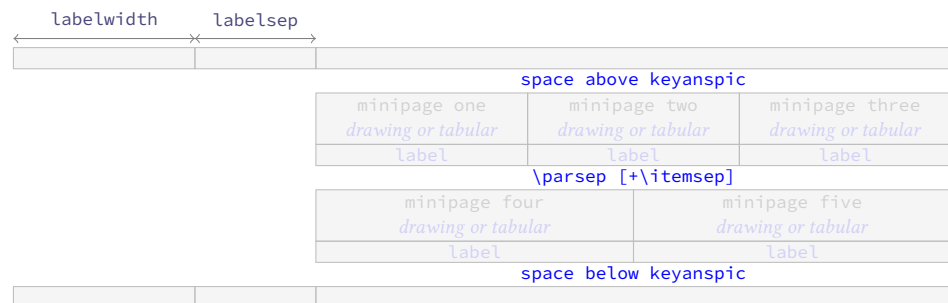 labelwidth labelsep
space above keyanspic
minipage one minipage two minipage three
drawing or tabular drawing or tabular drawing or tabular
label label label
\parsep [+\itemsep]
minipage four minipage five
drawing or tabular drawing or tabular
label label
space below keyanspic